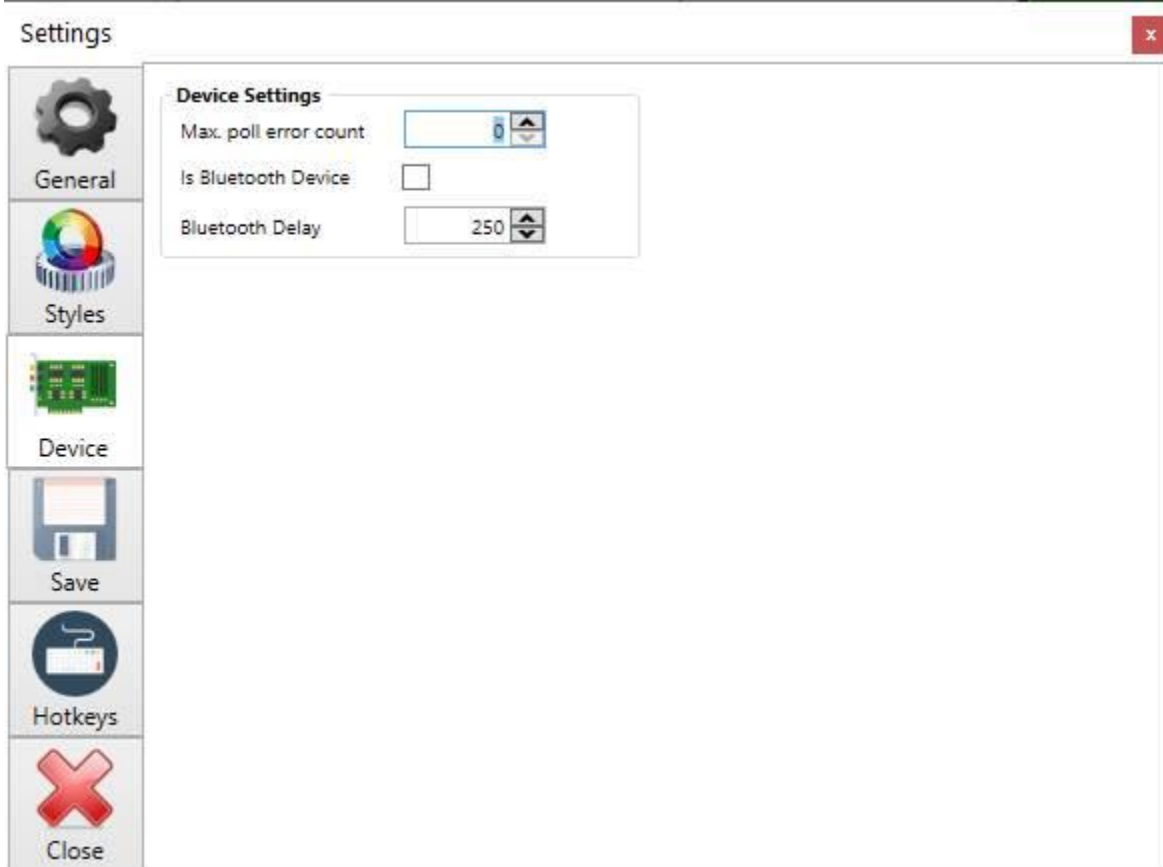 Settings
x
General
Styles
Device
Save
Hotkeys
Close
Device Settings
Max. poll error count 0
Is Bluetooth Device
Bluetooth Delay 250